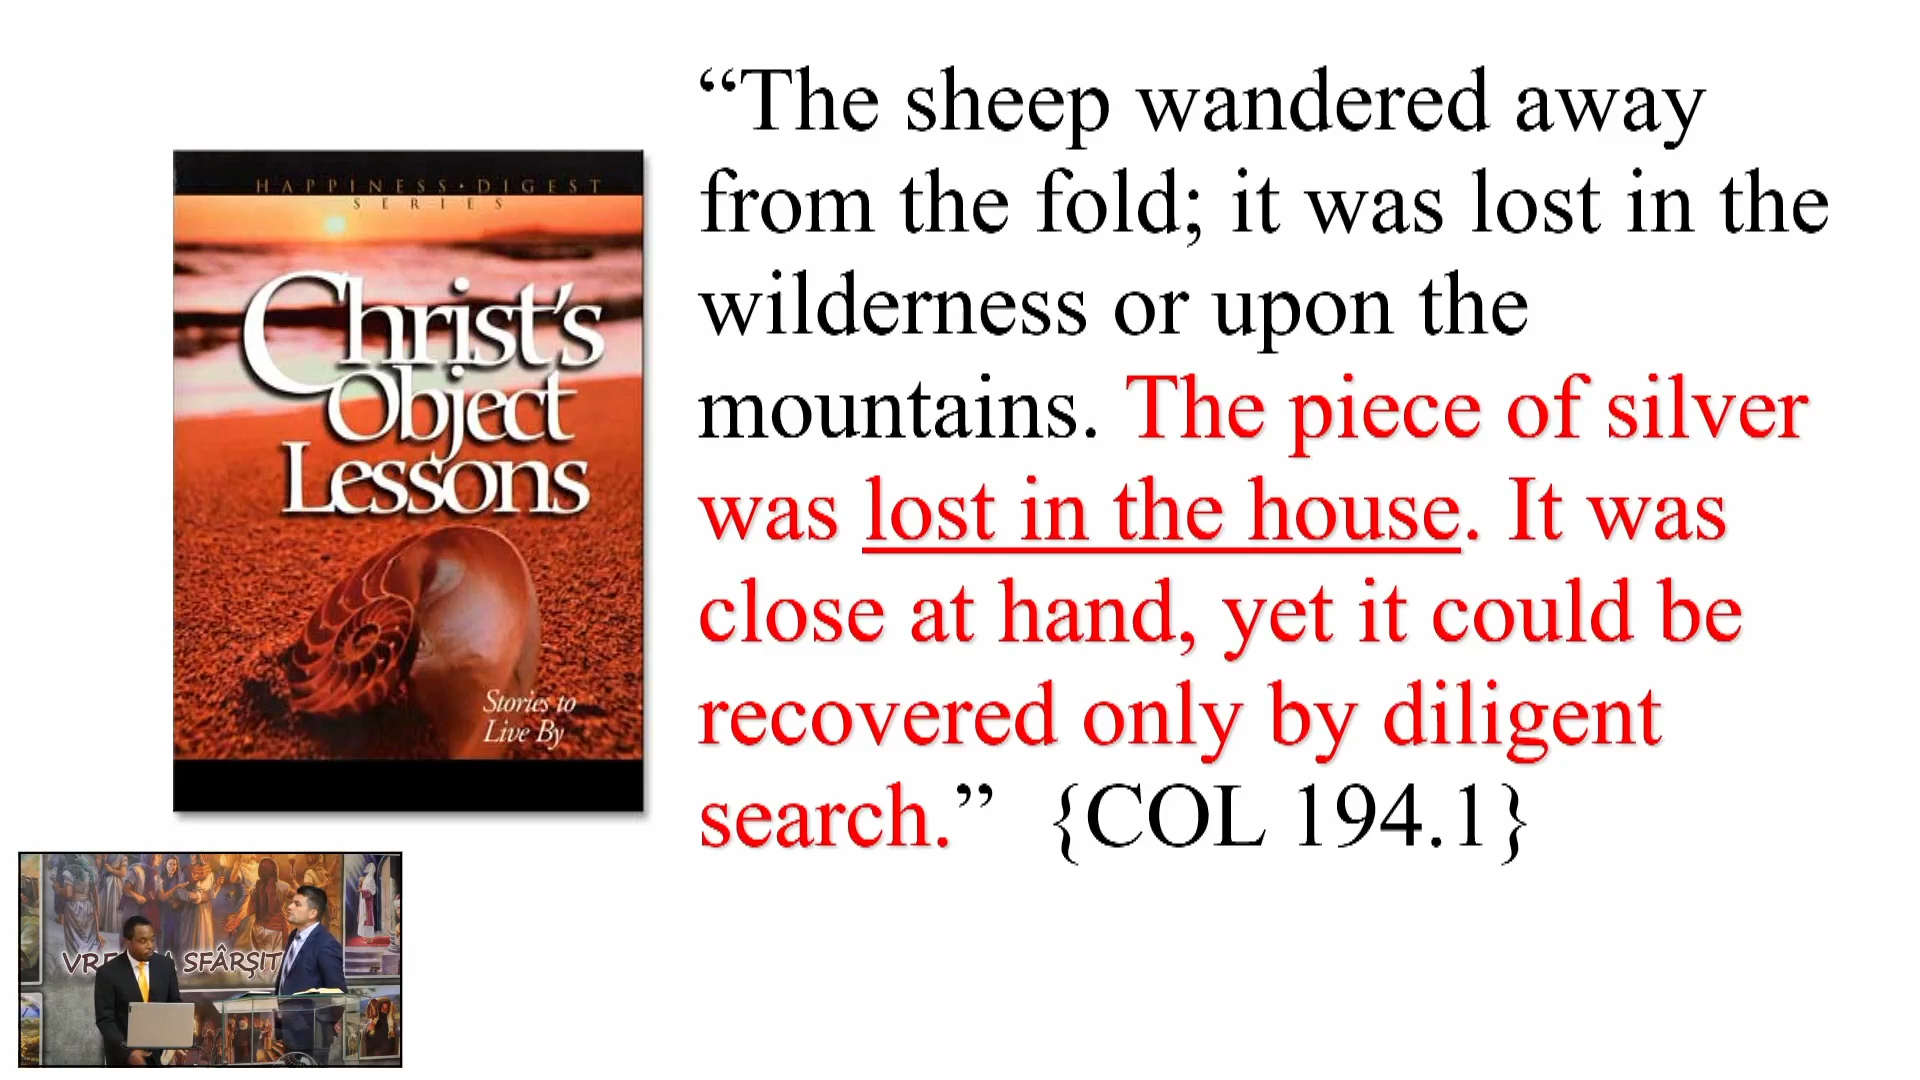 “The sheep wandered away
from the fold; it was lost in the
wilderness or upon the
mountains. The piece of silver
was lost in the house. It was
close at hand, yet it could be
recovered only by diligent
search.” {COL 194.1}
HAPPINESS•DIGEST
SERIES
Christ's
Object
Lessons
Stories to
Live By
SFÂRȘIT